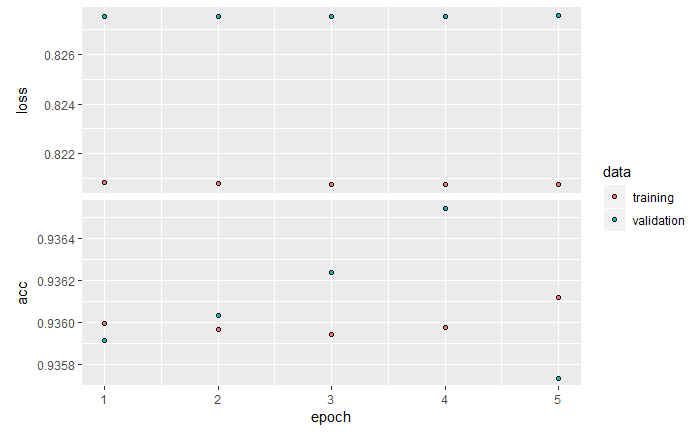 0.826
0.824
0.822
loss
0.9364
0.9362
0.9360
0.9358
acc
1 2 3 4 5
epoch
data
training
validation